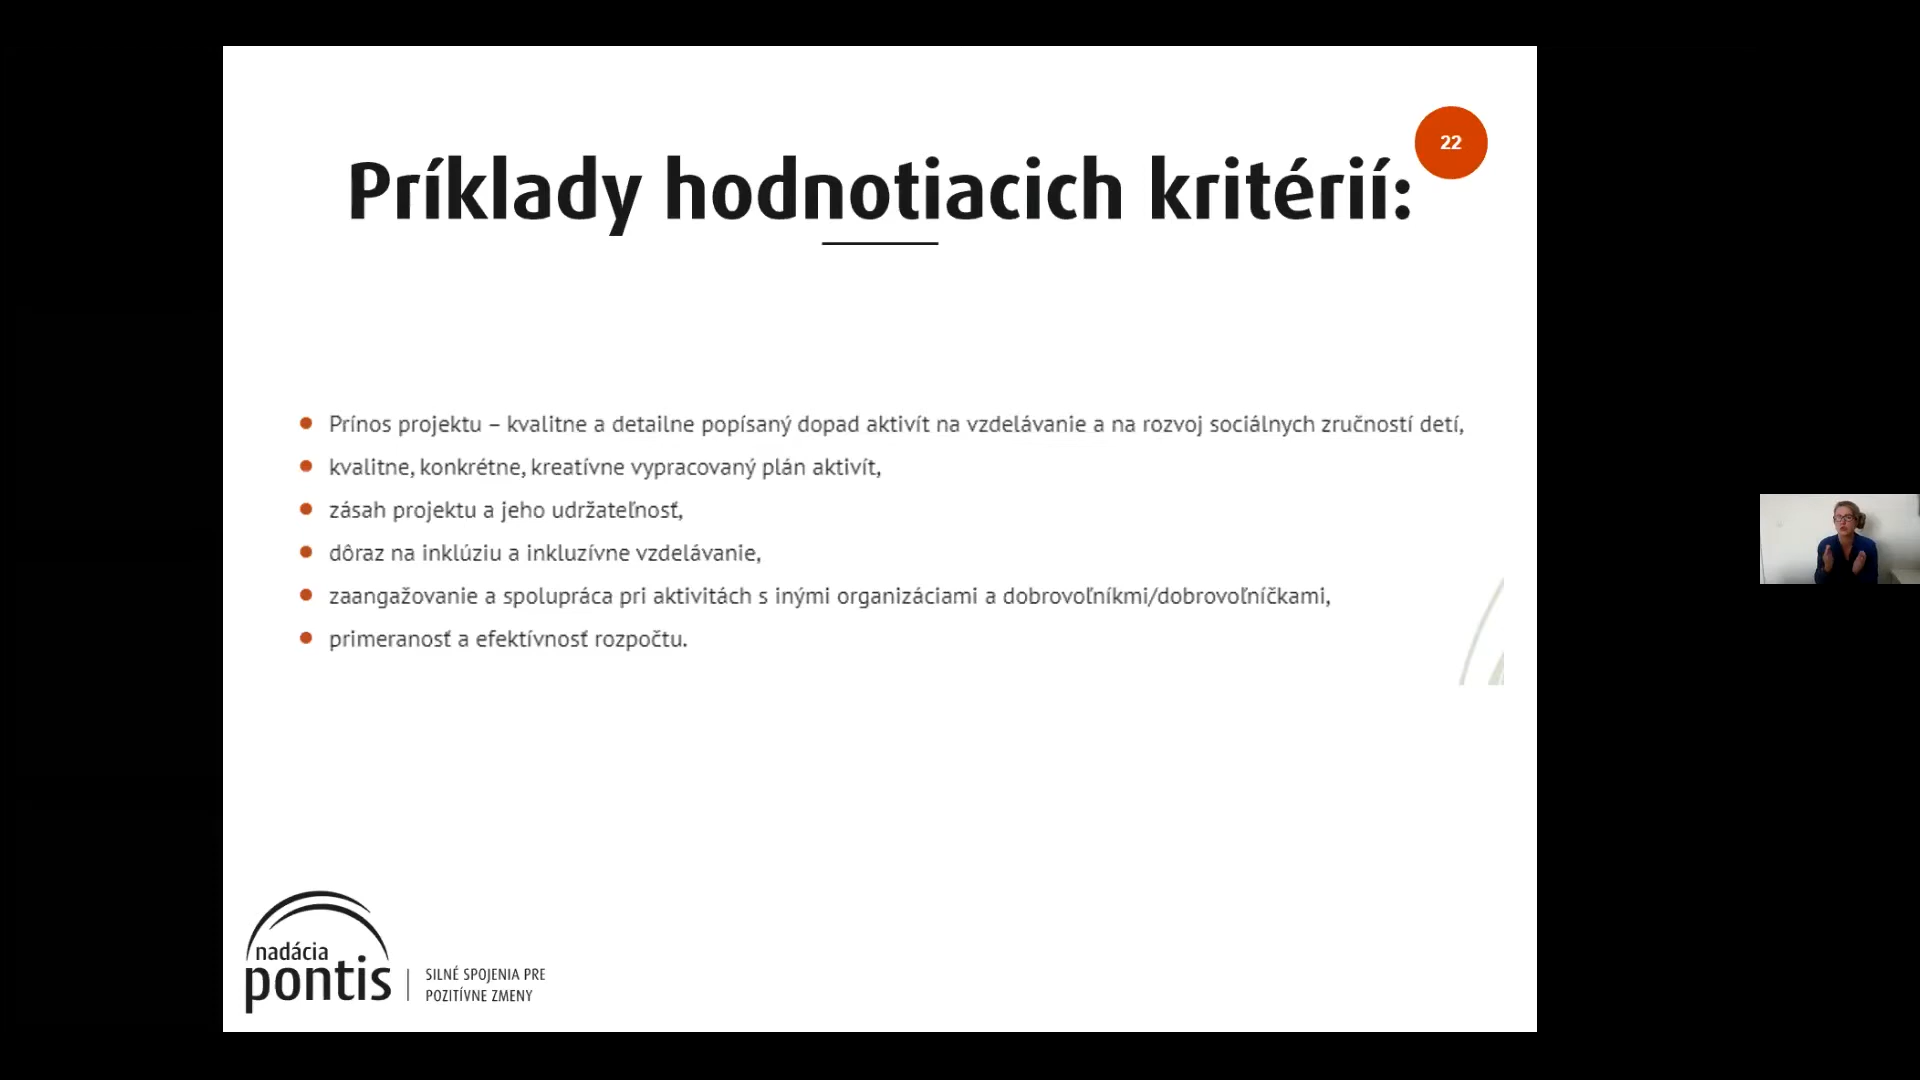 22
Príklady hodnotiacich kritérií:
Prínos projektu – kvalitne a detailne popísaný dopad aktivít na vzdelávanie a na rozvoj sociálnych zručností detí,
kvalitne, konkrétne, kreatívne vypracovaný plán aktivít,
zásah projektu a jeho udržateľnosť,
dôraz na inklúziu a inkluzívne vzdelávanie,
zaangažovanie a spolupráca pri aktivitách s inými organizáciami a dobrovoľníkmi/dobrovoľníčkami,
primeranosť a efektívnosť rozpočtu.
nadácia
pontis
SILNÉ SPOJENIA PRE
POZITÍVNE ZMENY